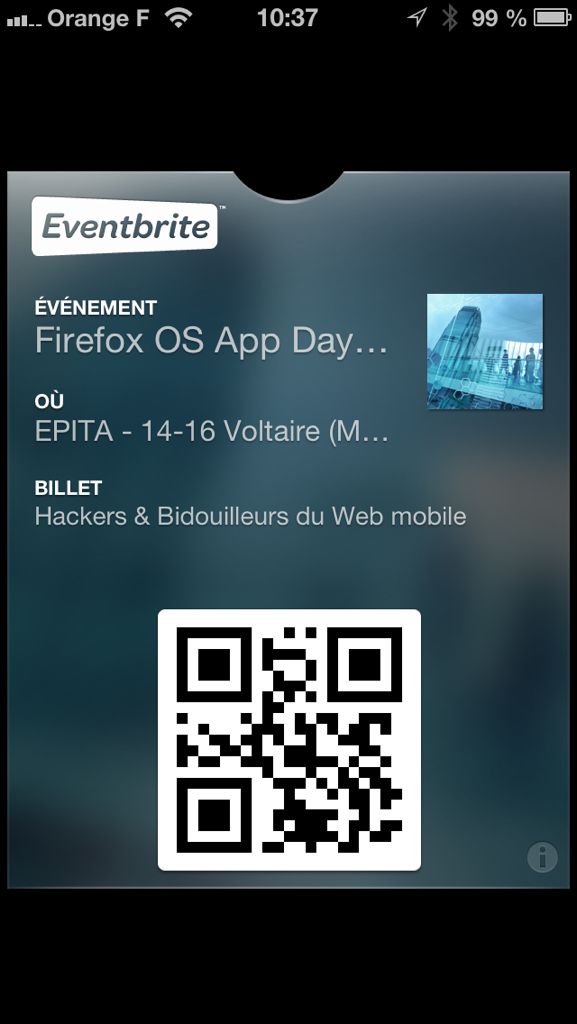 Orange F 10:37 99 %
Eventbrite™
ÉVÉNEMENT
Firefox OS App Day…
OÙ
EPITA - 14-16 Voltaire (M…
BILLET
Hackers & Bidouilleurs du Web mobile
i